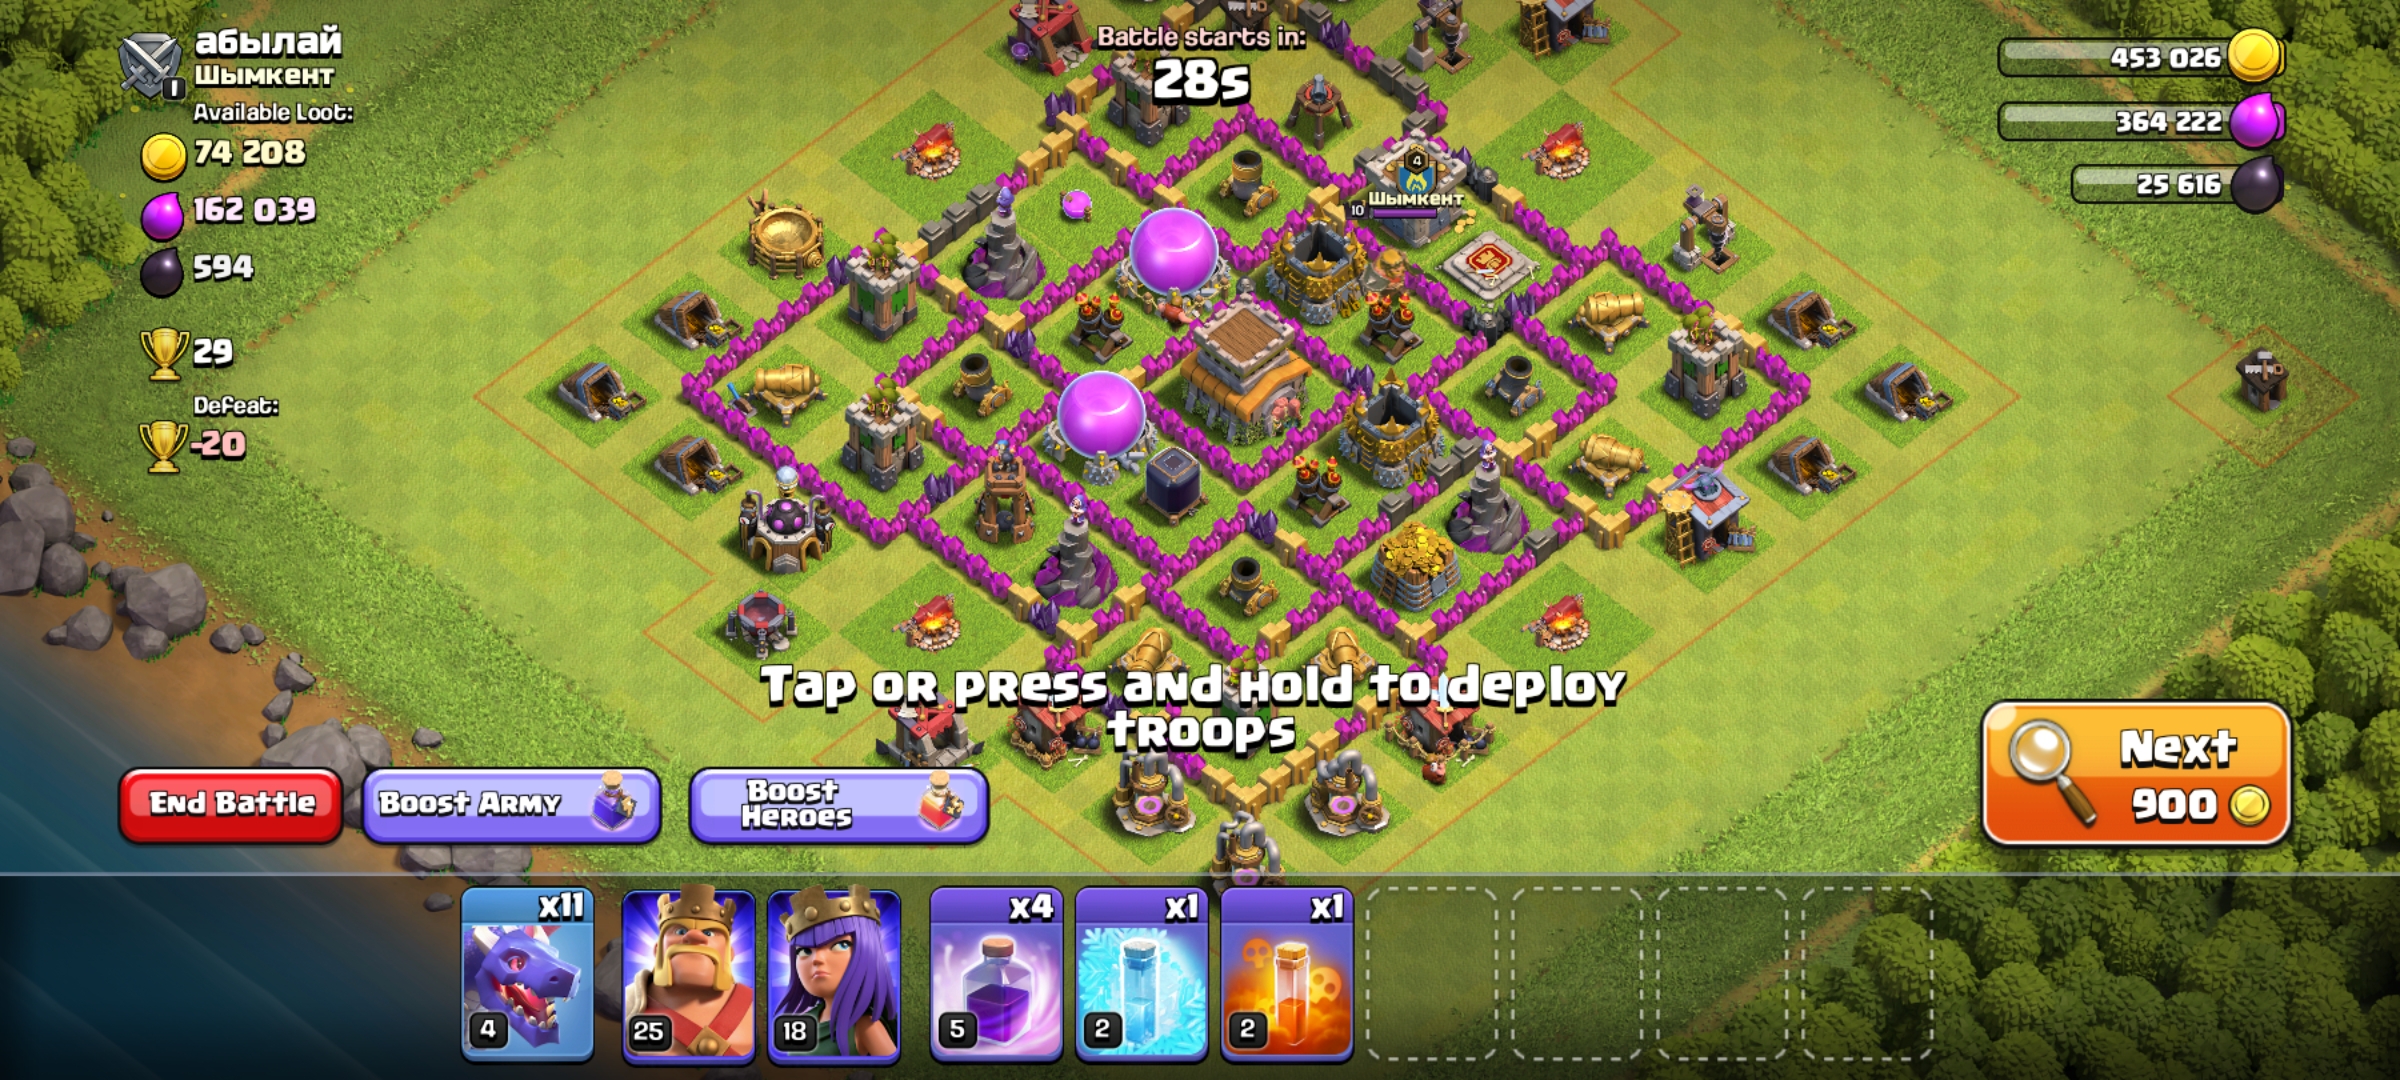 абылай
Шымкент
I
Available Loot:
74 208
162 039
594
29
Defeat:
-20
Battle starts in:
28s
453 026
364 222
25 616
4
Шымкент
10
Tap or press and hold to deploy
troops
End Battle
Boost Army
Boost
Heroes
Next
900
x11
4
25
18
x4
5
x1
2
x1
2